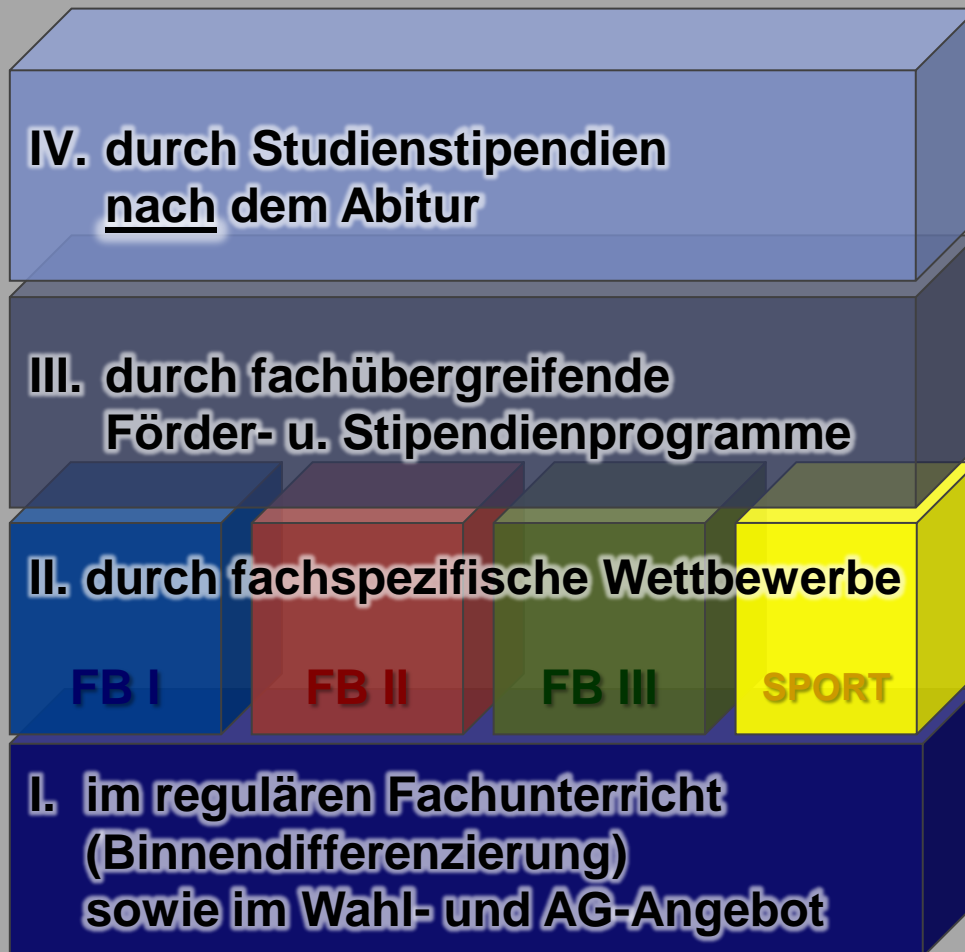 IV. durch Studienstipendien
nach dem Abitur
III. durch fachübergreifende
Förder- u. Stipendienprogramme
II. durch fachspezifische Wettbewerbe
FB I FB II FB III SPORT
I. im regulären Fachunterricht
(Binnendifferenzierung)
sowie im Wahl- und AG-Angebot